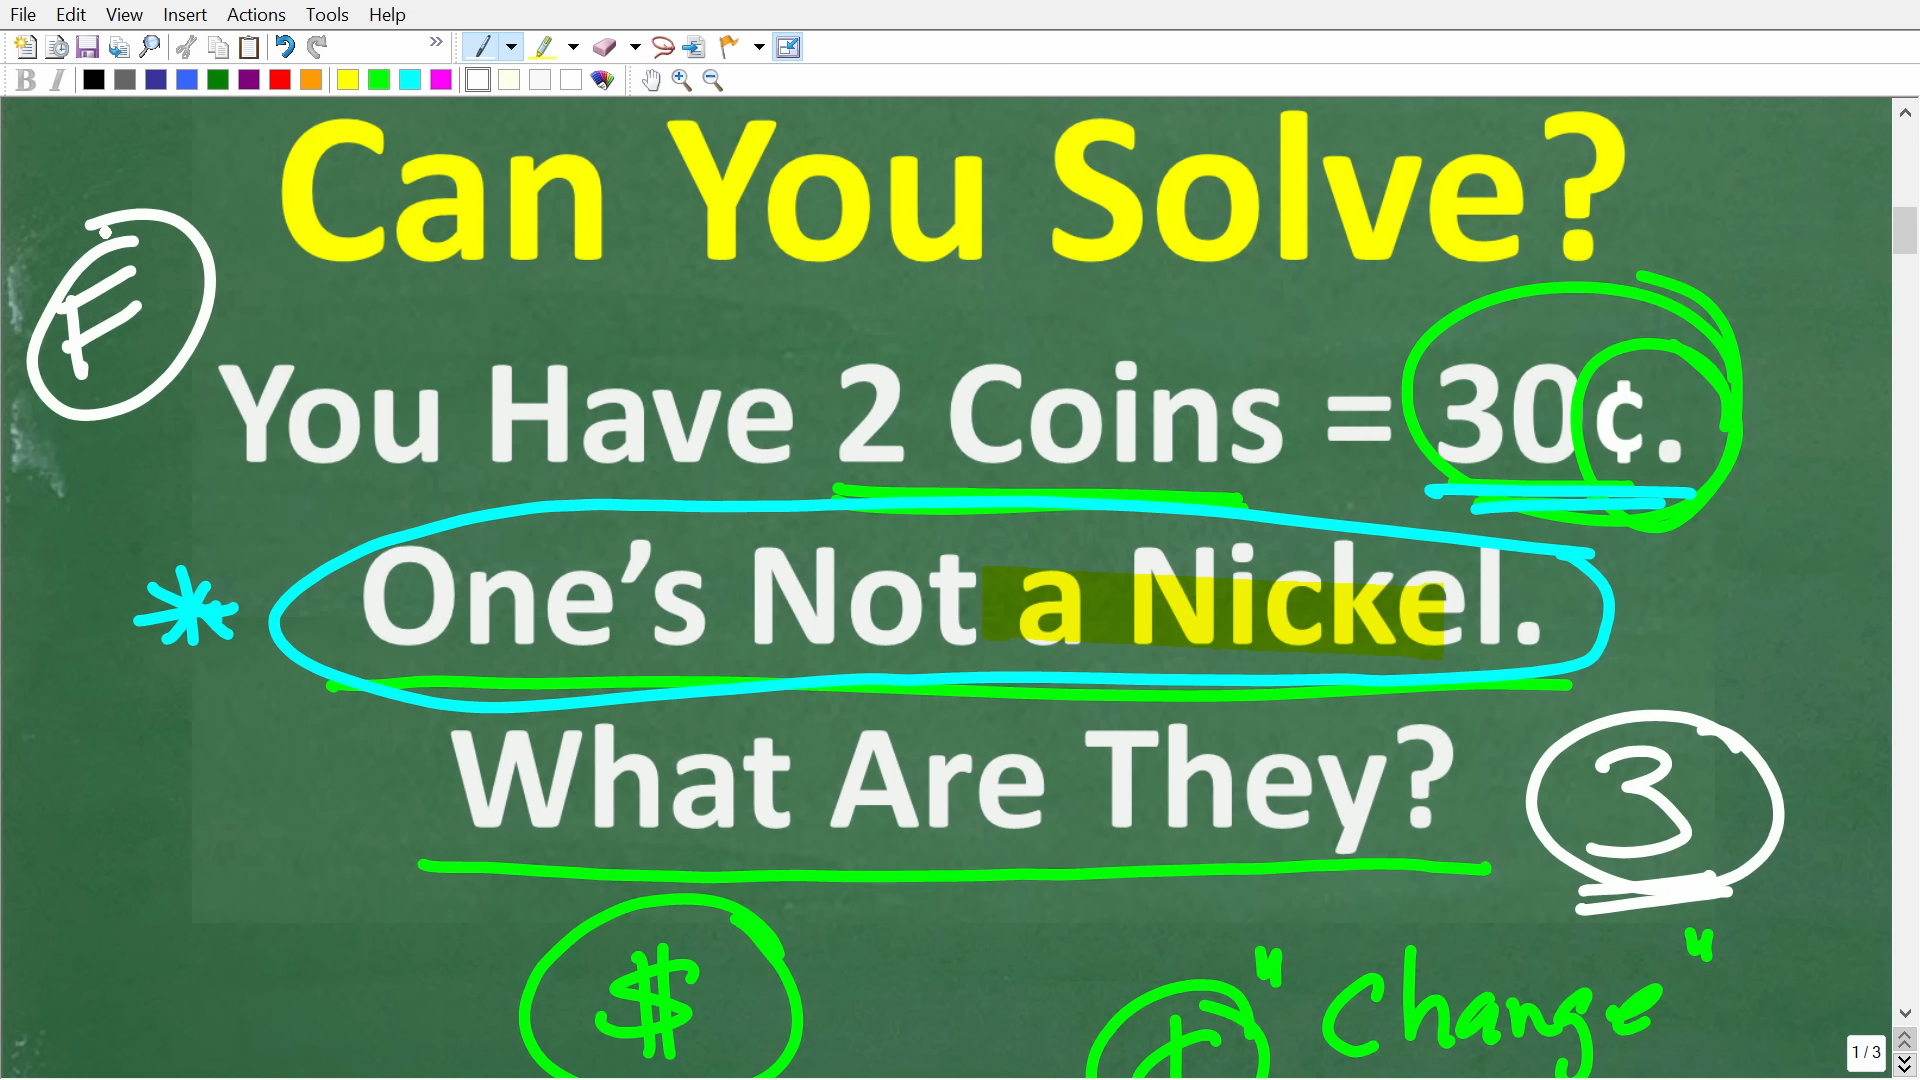 File Edit View Insert Actions Tools Help
B I
Can You Solve?
F
You Have 2 Coins = 30¢.
One's Not a Nickel.
What Are They?
3
$
¢ "Change"
1 / 3